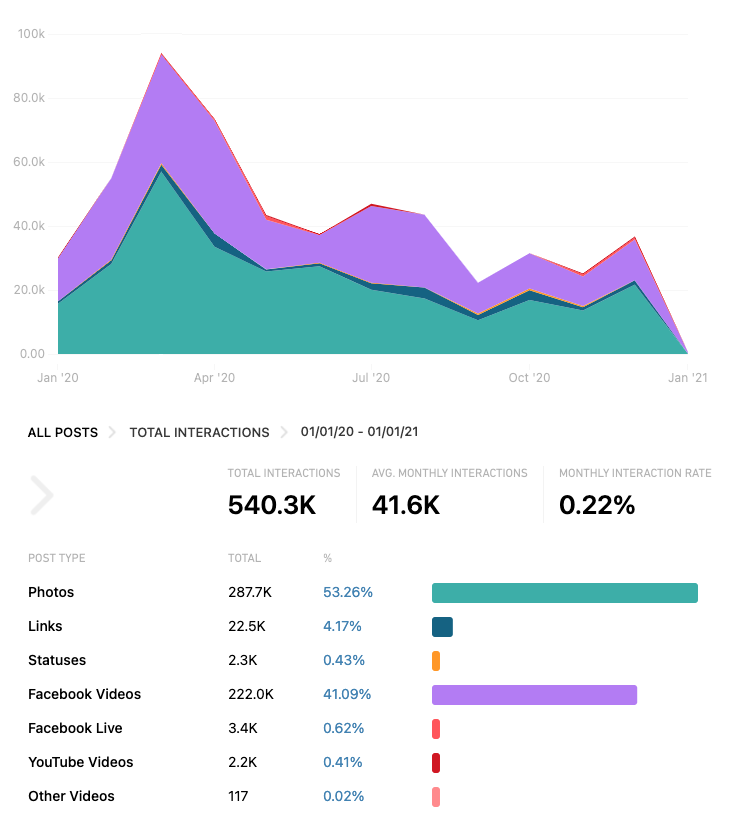 100k
80.0k
60.0k
40.0k
20.0k
0.00
Jan '20 Apr '20 Jul '20 Oct '20 Jan '21
ALL POSTS TOTAL INTERACTIONS 01/01/20 - 01/01/21
TOTAL INTERACTIONS AVG. MONTHLY INTERACTIONS MONTHLY INTERACTION RATE
540.3K 41.6K 0.22%
POST TYPE TOTAL %
Photos 287.7K 53.26%
Links 22.5K 4.17%
Statuses 2.3K 0.43%
Facebook Videos 222.0K 41.09%
Facebook Live 3.4K 0.62%
YouTube Videos 2.2K 0.41%
Other Videos 117 0.02%